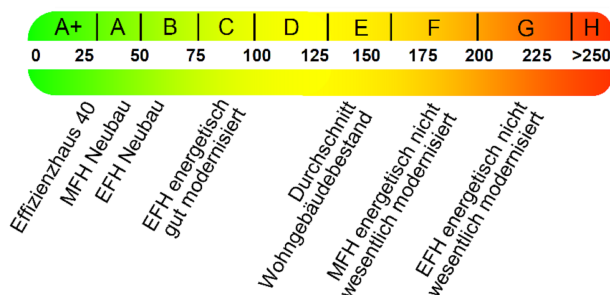 A+ A B C D E F G H
0 25 50 75 100 125 150 175 200 225 >250
Effizienzhaus 40
MFH Neubau
EFH Neubau
EFH energetisch
gut modernisiert
Durchschnitt
Wohngebäudebestand
MFH energetisch nicht
wesentlich modernisiert
EFH energetisch nicht
wesentlich modernisiert